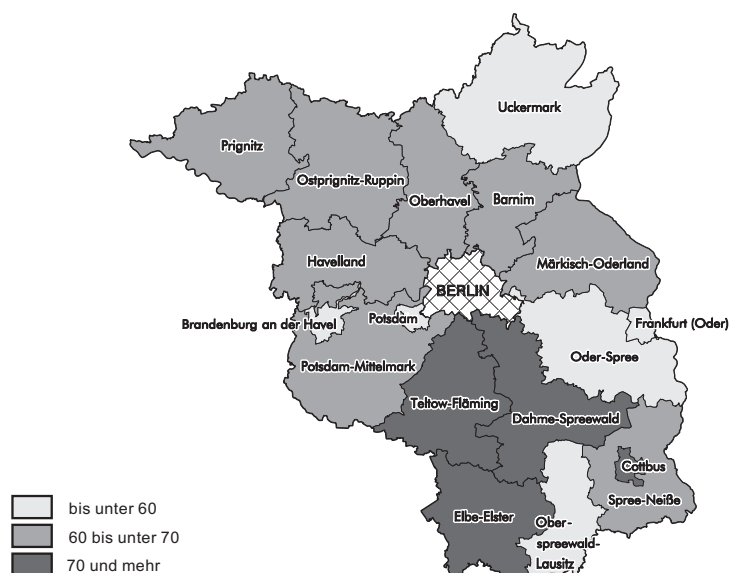 Uckermark
Prignitz
Ostprignitz-Ruppin
Oberhavel
Barnim
Havelland
Märkisch-Oderland
BERLIN
Brandenburg an der Havel
Potsdam
Frankfurt (Oder)
Oder-Spree
Potsdam-Mittelmark
Teltow-Fläming
Dahme-Spreewald
Cottbus
Spree-Neiße
Elbe-Elster
Ober-
spreewald-
Lausitz
bis unter 60
60 bis unter 70
70 und mehr